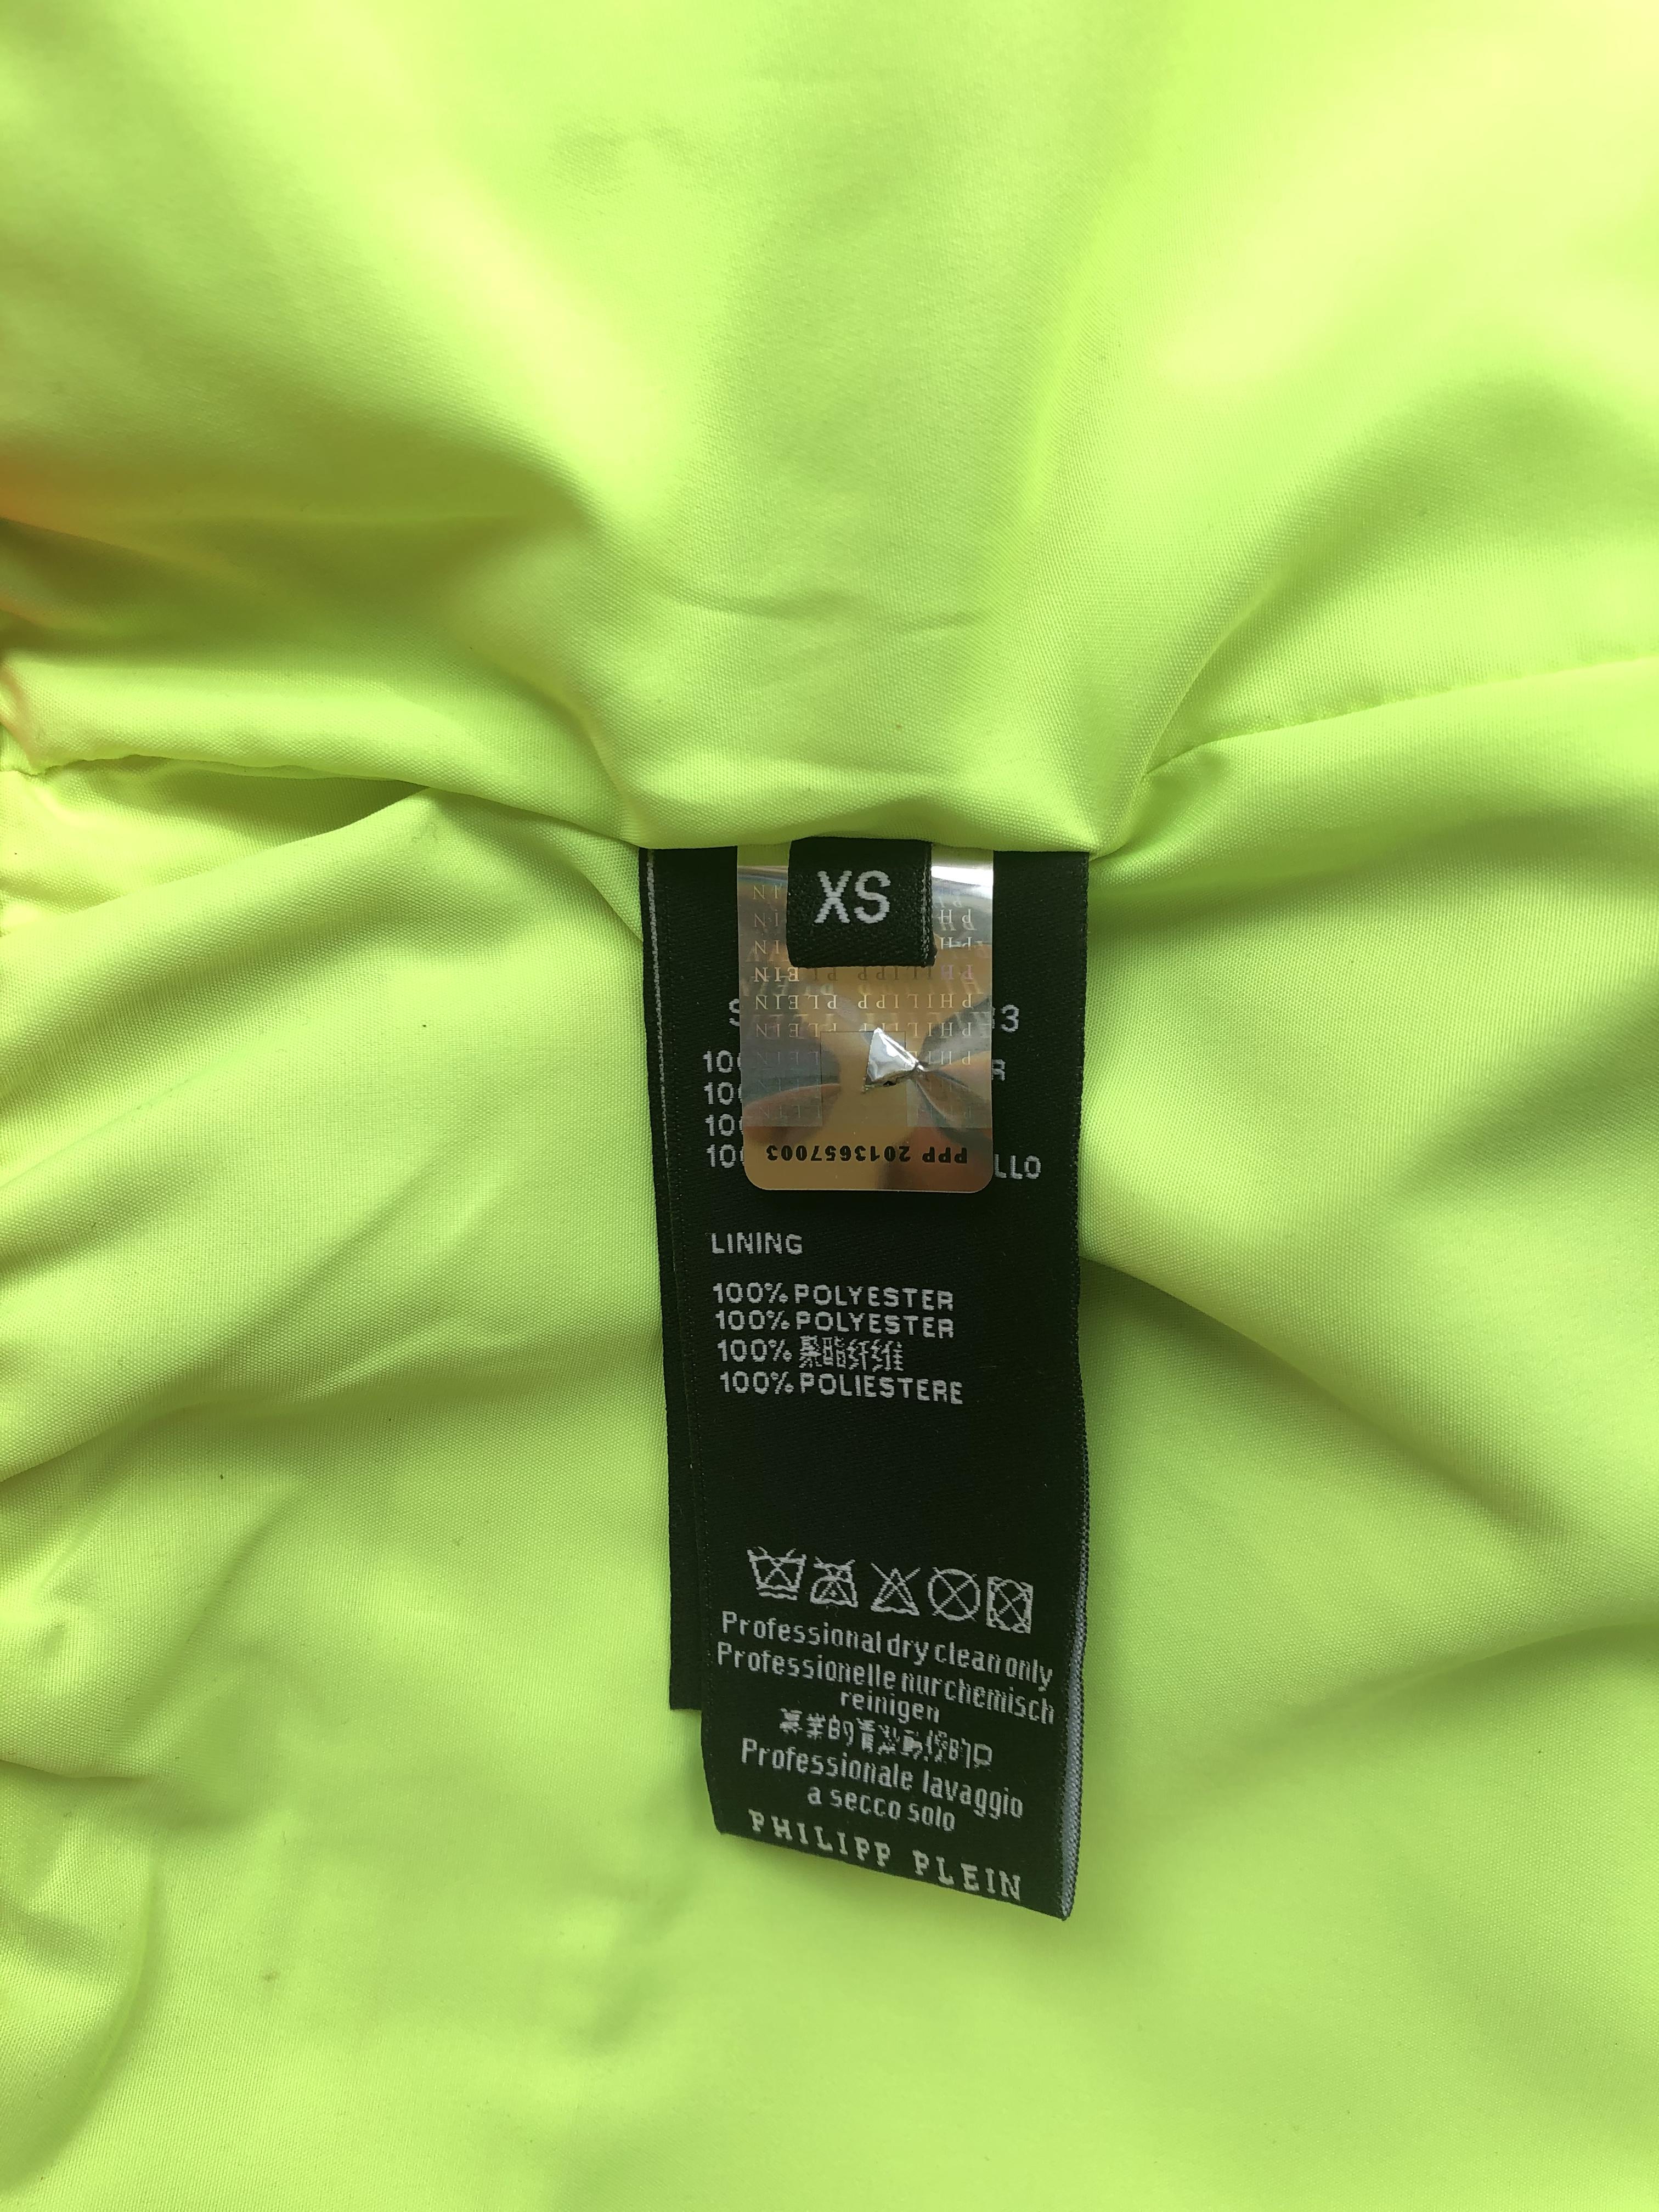 XS
PHILIPP PLEIN
PHILIPP PLEIN
PPP 2013657003
LINING
100% POLYESTER
100% POLYESTER
100% 聚酯纤维
100% POLIESTERE
Professional dry clean only
Professionelle nur chemisch
reinigen
Professionale lavaggio
a secco solo
PHILIPP PLEIN